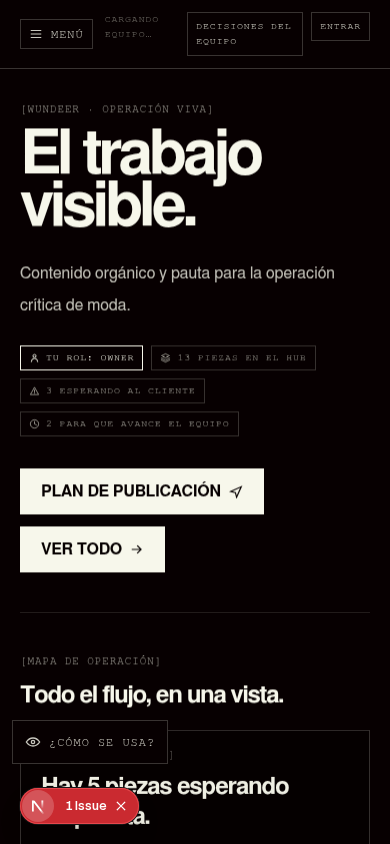 MENÚ
CARGANDO
EQUIPO…
DECISIONES DEL
EQUIPO
ENTRAR
[WUNDEER · OPERACIÓN VIVA]
El trabajo
visible.
Contenido orgánico y pauta para la operación
crítica de moda.
TU ROL: OWNER
13 PIEZAS EN EL HUB
3 ESPERANDO AL CLIENTE
2 PARA QUE AVANCE EL EQUIPO
PLAN DE PUBLICACIÓN
VER TODO
[MAPA DE OPERACIÓN]
Todo el flujo, en una vista.
¿CÓMO SE USA?
]
Hay 5 piezas esperando
N 1 Issue